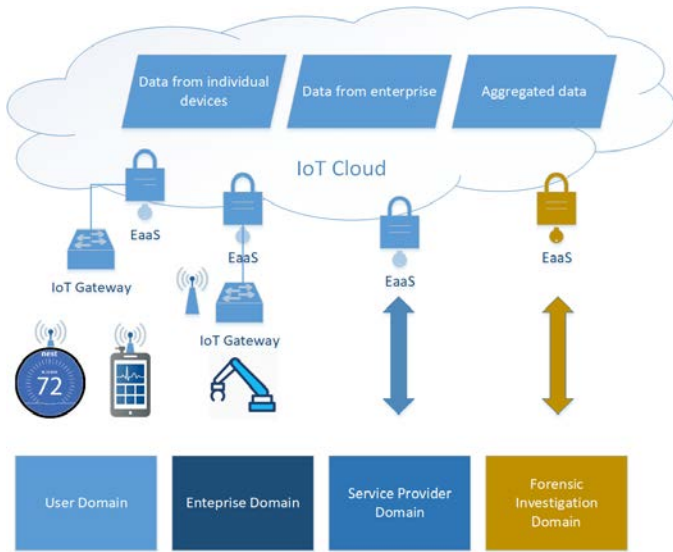 Data from individual
devices
Data from enterprise
Aggregated data
IoT Cloud
EaaS
EaaS
EaaS
EaaS
IoT Gateway
IoT Gateway
nest
72
User Domain
Enteprise Domain
Service Provider
Domain
Forensic
Investigation
Domain